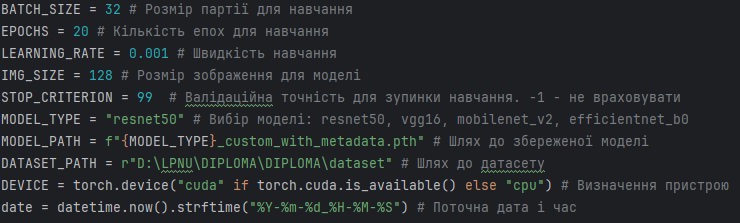 BATCH_SIZE = 32 # Розмір партії для навчання
EPOCHS = 20 # Кількість епох для навчання
LEARNING_RATE = 0.001 # Швидкість навчання
IMG_SIZE = 128 # Розмір зображення для моделі
STOP_CRITERION = 99  # Валідаційна точність для зупинки навчання. -1 - не враховувати
MODEL_TYPE = "resnet50" # Вибір моделі: resnet50, vgg16, mobilenet_v2, efficientnet_b0
MODEL_PATH = f"{MODEL_TYPE}_custom_with_metadata.pth" # Шлях до збереженої моделі
DATASET_PATH = r"D:\LPNU\DIPLOMA\DIPLOMA\dataset" # Шлях до датасету
DEVICE = torch.device("cuda" if torch.cuda.is_available() else "cpu") # Визначення пристрою
date = datetime.now().strftime("%Y-%m-%d_%H-%M-%S") # Поточна дата і час